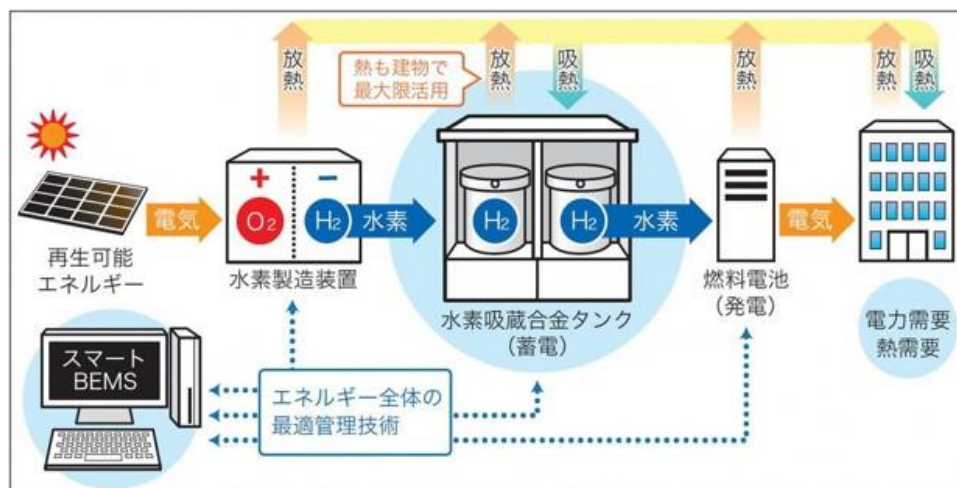 放熱
放熱
吸熱
放熱
放熱
吸熱
熱も建物で
最大限活用
電気
+
-
O2
H2
水素
H2
H2
水素
電気
再生可能
エネルギー
水素製造装置
水素吸蔵合金タンク
(蓄電)
燃料電池
(発電)
電力需要
熱需要
スマート
BEMS
エネルギー全体の
最適管理技術